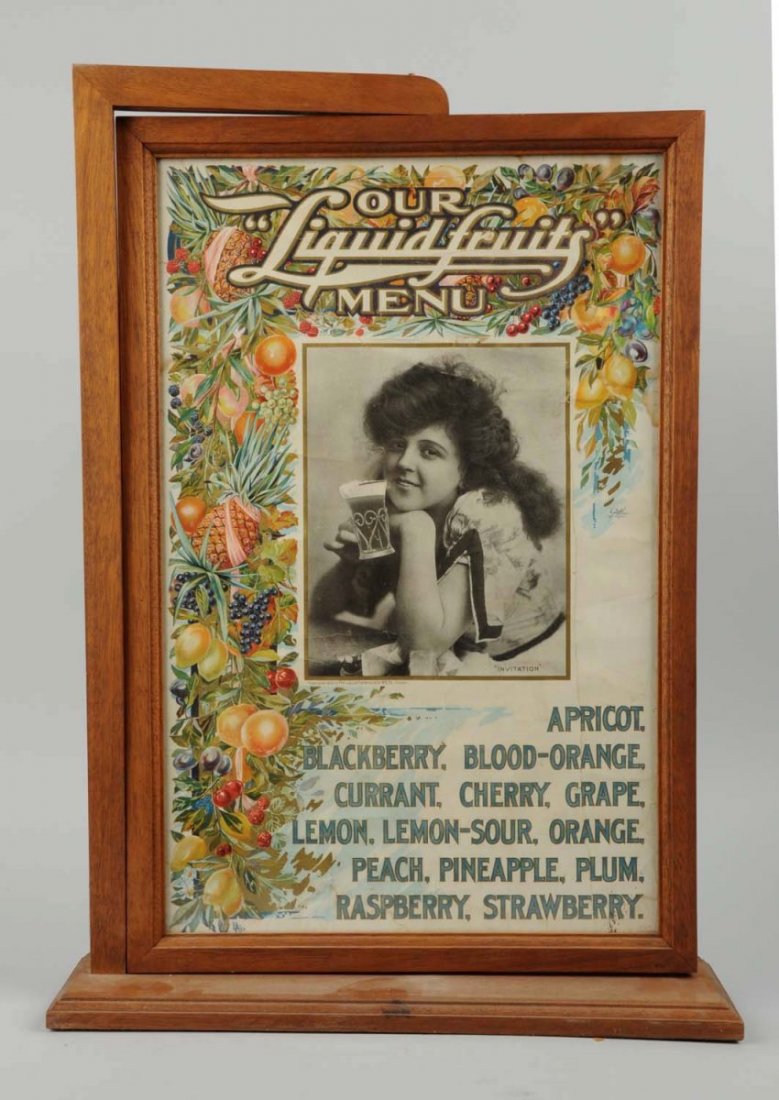 OUR
"Liquid fruits"
MENU
"INVITATION"
APRICOT,
BLACKBERRY, BLOOD-ORANGE,
CURRANT, CHERRY, GRAPE,
LEMON, LEMON-SOUR, ORANGE,
PEACH, PINEAPPLE, PLUM,
RASPBERRY, STRAWBERRY.